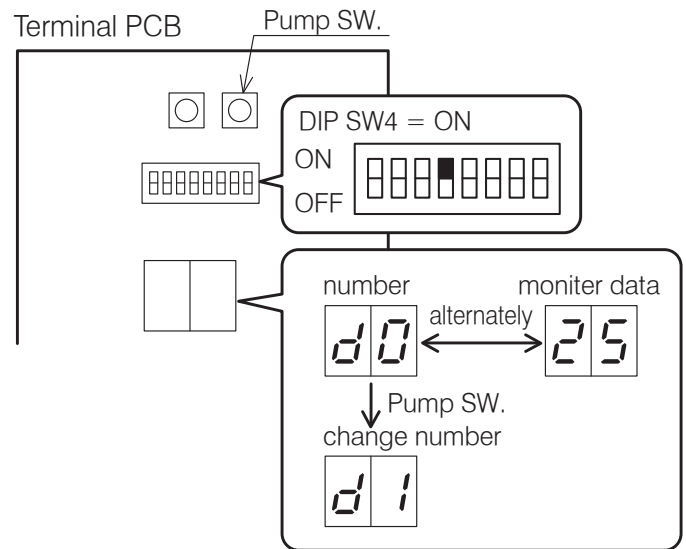 Terminal PCB
Pump SW.
DIP SW4 = ON
ON
OFF
number
moniter data
alternately
d0
25
Pump SW.
change number
d1